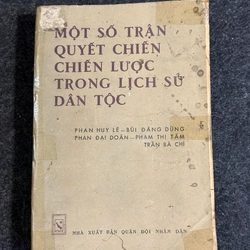 MỘT SỐ TRẬN
QUYẾT CHIẾN
CHIẾN LƯỢC
TRONG LỊCH SỬ
DÂN TỘC
PHAN HUY LÊ — BÙI ĐĂNG DŨNG
PHAN ĐẠI DOÃN — PHẠM THỊ TÂM
TRẦN BÁ CHÍ
NHÀ XUẤT BẢN QUÂN ĐỘI NHÂN DÂN